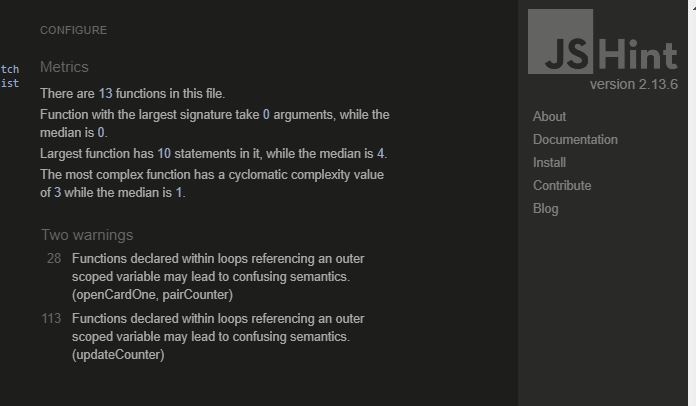 CONFIGURE
Metrics
tch
ist
There are 13 functions in this file.
Function with the largest signature take 0 arguments, while the
median is 0.
Largest function has 10 statements in it, while the median is 4.
The most complex function has a cyclomatic complexity value
of 3 while the median is 1.
Two warnings
28 Functions declared within loops referencing an outer
scoped variable may lead to confusing semantics.
(openCardOne, pairCounter)
113 Functions declared within loops referencing an outer
scoped variable may lead to confusing semantics.
(updateCounter)
JSHint
version 2.13.6
About
Documentation
Install
Contribute
Blog